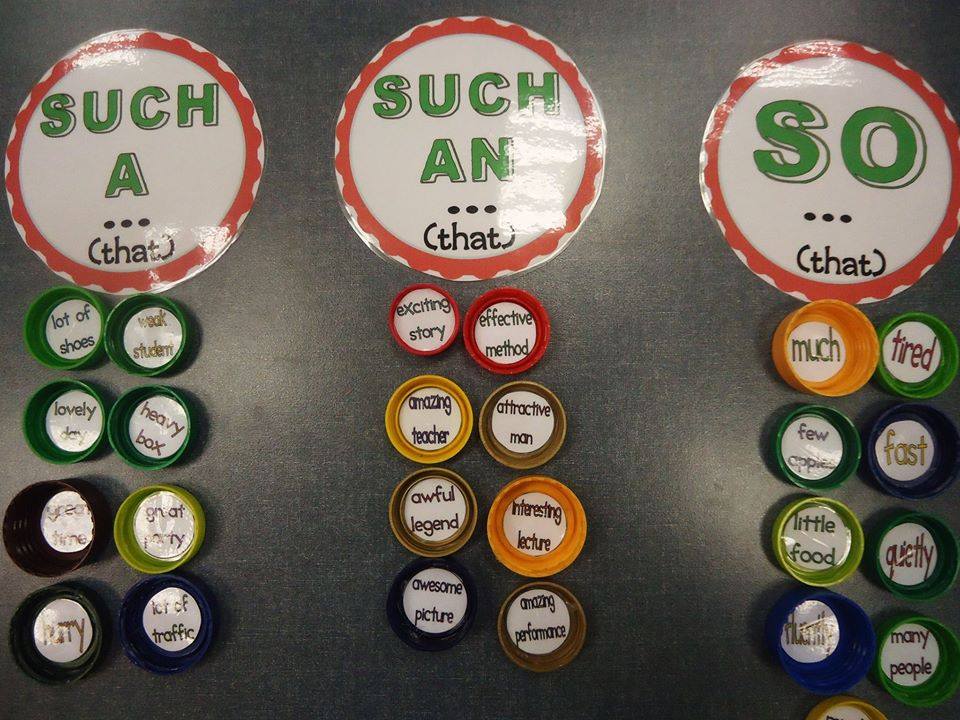 SUCH
A
...
(that)
lot of
shoes
weak
student
lovely
day
heavy
box
great
time
great
party
hurry
lot of
traffic
SUCH
AN
...
(that)
exciting
story
effective
method
amazing
teacher
attractive
man
awful
legend
interesting
lecture
awesome
picture
amazing
performance
SO
...
(that)
much
tired
few
apples
fast
little
food
quietly
fluently
many
people